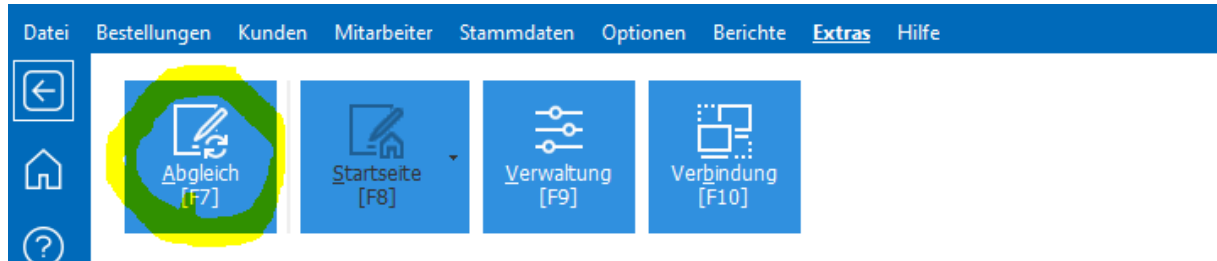 Datei Bestellungen Kunden Mitarbeiter Stammdaten Optionen Berichte Extras Hilfe
Abgleich
[F7]
Startseite
[F8]
Verwaltung
[F9]
Verbindung
[F10]
?